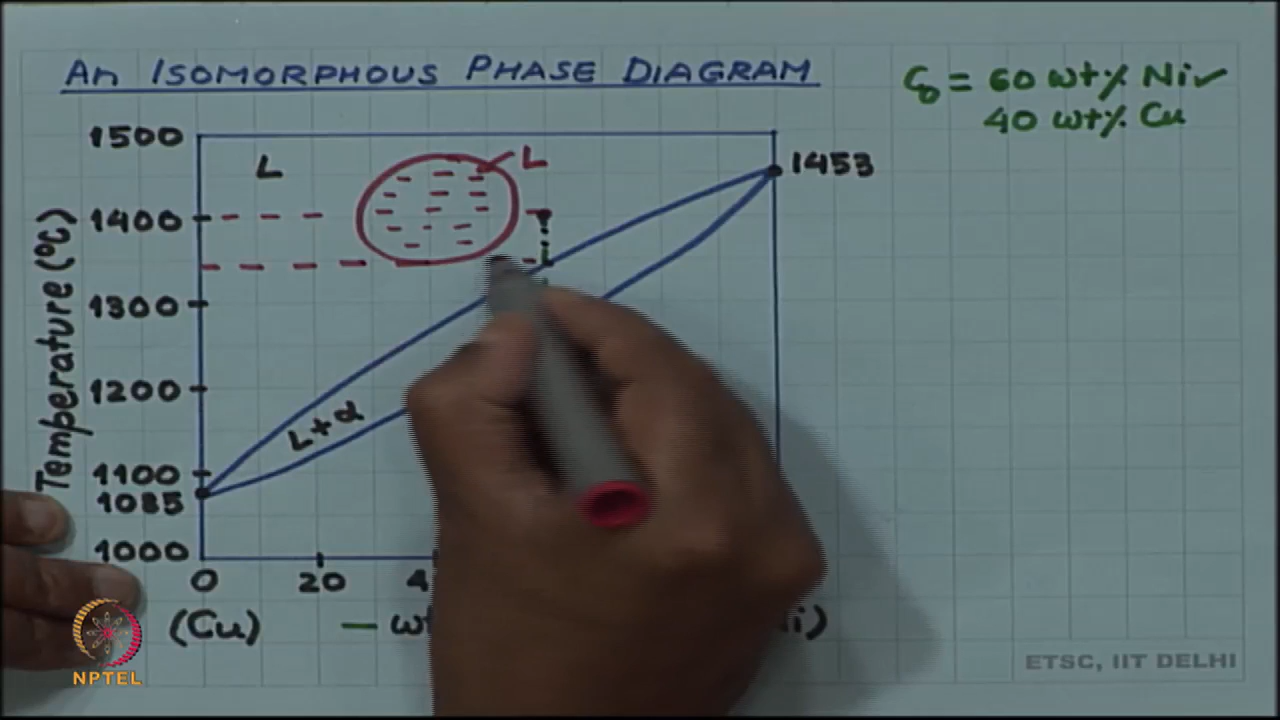 An ISOMORPHOUS PHASE DIAGRAM
C₀ = 60 wt% Ni✓
40 wt% Cu
1500
L
L
1453
1400
1300
1200
L+α
1100
1085
1000
Temperature (°C)
0 20 4
(Cu) — w i)
NPTEL
ETSC, IIT DELHI